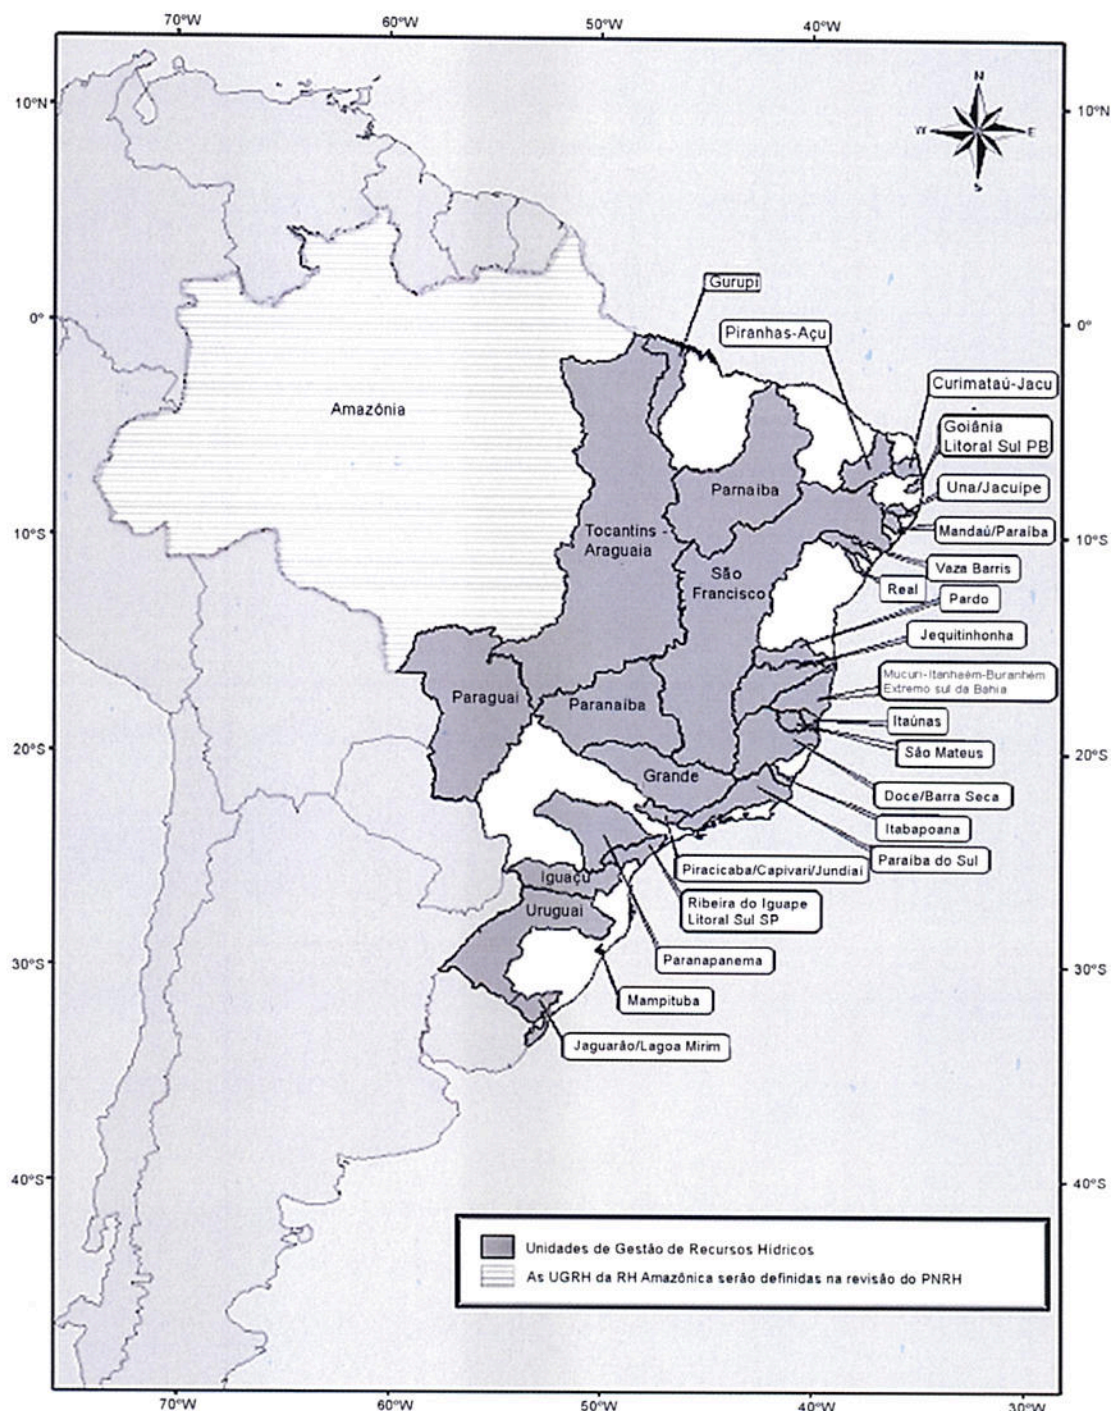 70°W
60°W
50°W
40°W
10°N
10°N
N
W
E
S
Gurupi
0°
0°
Piranhas-Açu
Curimataú-Jacu
Amazônia
Goiânia
Litoral Sul PB
Parnaíba
Una/Jacuípe
Tocantins -
Araguaia
Mandaú/Paraíba
10°S
10°S
Vaza Barris
São
Francisco
Real
Pardo
Jequitinhonha
Mucuri-Itanhaém-Buranhém
Extremo sul da Bahia
Paraguai
Paranaíba
Itaúnas
São Mateus
20°S
20°S
Grande
Doce/Barra Seca
Itabapoana
Paraíba do Sul
Piracicaba/Capivari/Jundiai
Iguaçu
Ribeira do Iguape
Litoral Sul SP
Uruguai
Paranapanema
30°S
30°S
Mampituba
Jaguarão/Lagoa Mirim
40°S
40°S
Unidades de Gestão de Recursos Hídricos
As UGRH da RH Amazônica serão definidas na revisão do PNRH
70°W
60°W
50°W
40°W
30°W